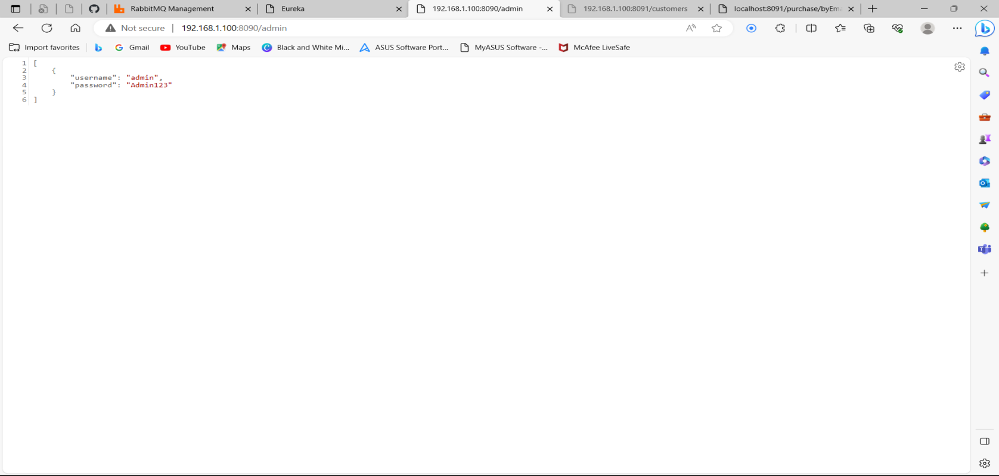 RabbitMQ Management
Eureka
192.168.1.100:8090/admin
192.168.1.100:8091/customers
localhost:8091/purchase/byEm
Not secure | 192.168.1.100:8090/admin
Import favorites
Gmail
YouTube
Maps
Black and White Mi...
ASUS Software Port...
MyASUS Software -...
McAfee LiveSafe
1 [
2 {
3 "username": "admin",
4 "password": "Admin123"
5 }
6 ]